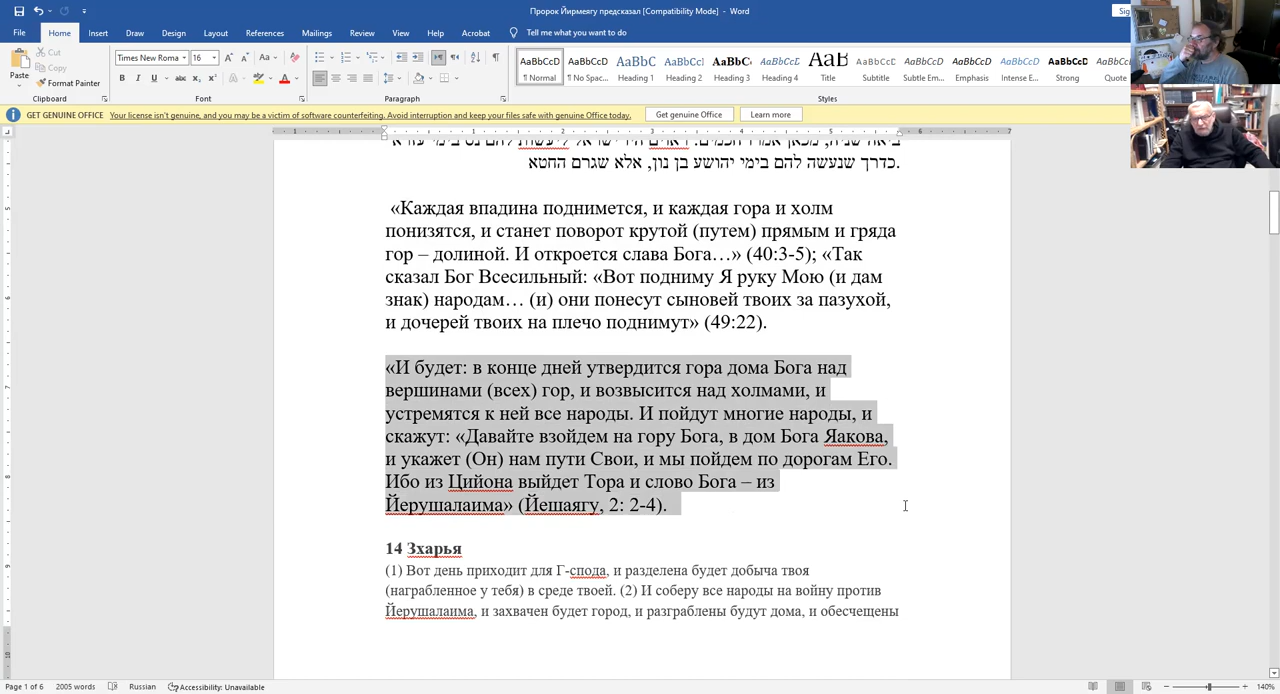 Пророк Йирмеягу предсказал [Compatibility Mode] - Word
Sig
File Home Insert Draw Design Layout References Mailings Review View Help Acrobat Tell me what you want to do
Paste
Cut
Copy
Format Painter
Clipboard
Times New Roma 16
Font
Paragraph
AaBbCcD AaBbCcD AaBbC AaBbCcD AaBbC AaBbCcD AaB AaBbCcD AaBbCcD AaBbCcD AaBbCcD AaBbCcD AaBbCcD
¶ Normal ¶ No Spac... Heading 1 Heading 2 Heading 3 Heading 4 Title Subtitle Subtle Em... Emphasis Intense E... Strong Quote
Styles
GET GENUINE OFFICE Your license isn't genuine, and you may be a victim of software counterfeiting. Avoid interruption and keep your files safe with genuine Office today. Get genuine Office Learn more
כדרך שנעשה להם בימי יהושע בן נון, אלא שגרם החטא.
«Каждая впадина поднимется, и каждая гора и холм
понизятся, и станет поворот крутой (путем) прямым и гряда
гор – долиной. И откроется слава Бога…» (40:3-5); «Так
сказал Бог Всесильный: «Вот подниму Я руку Мою (и дам
знак) народам… (и) они понесут сыновей твоих за пазухой,
и дочерей твоих на плечо поднимут» (49:22).
«И будет: в конце дней утвердится гора дома Бога над
вершинами (всех) гор, и возвысится над холмами, и
устремятся к ней все народы. И пойдут многие народы, и
скажут: «Давайте взойдем на гору Бога, в дом Бога Яакова,
и укажет (Он) нам пути Свои, и мы пойдем по дорогам Его.
Ибо из Цийона выйдет Тора и слово Бога – из
Йерушалаима» (Йешаягу, 2: 2-4).
14 Зхарья
(1) Вот день приходит для Г-спода, и разделена будет добыча твоя
(награбленное у тебя) в среде твоей. (2) И соберу все народы на войну против
Йерушалаима, и захвачен будет город, и разграблены будут дома, и обесчещены
Page 1 of 6 2005 words Russian Accessibility: Unavailable 140%